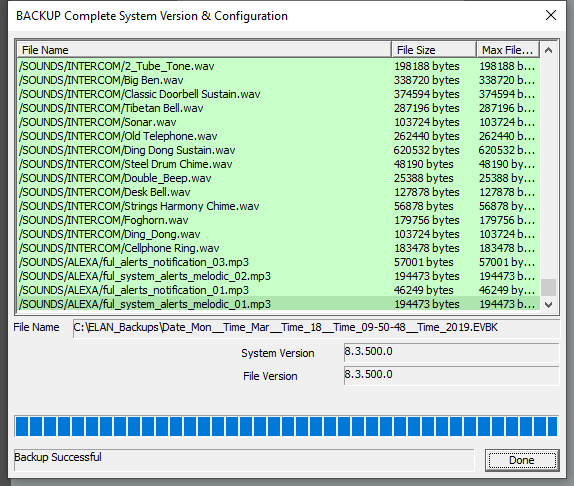 BACKUP Complete System Version & Configuration
File Name File Size Max File...
/SOUNDS/INTERCOM/2_Tube_Tone.wav 198188 bytes 198188 b...
/SOUNDS/INTERCOM/Big Ben.wav 338720 bytes 338720 b...
/SOUNDS/INTERCOM/Classic Doorbell Sustain.wav 374594 bytes 374594 b...
/SOUNDS/INTERCOM/Tibetan Bell.wav 287196 bytes 287196 b...
/SOUNDS/INTERCOM/Sonar.wav 103724 bytes 103724 b...
/SOUNDS/INTERCOM/Old Telephone.wav 262440 bytes 262440 b...
/SOUNDS/INTERCOM/Ding Dong Sustain.wav 620532 bytes 620532 b...
/SOUNDS/INTERCOM/Steel Drum Chime.wav 48190 bytes 48190 by...
/SOUNDS/INTERCOM/Double_Beep.wav 25388 bytes 25388 by...
/SOUNDS/INTERCOM/Desk Bell.wav 127878 bytes 127878 b...
/SOUNDS/INTERCOM/Strings Harmony Chime.wav 56878 bytes 56878 by...
/SOUNDS/INTERCOM/Foghorn.wav 179756 bytes 179756 b...
/SOUNDS/INTERCOM/Ding_Dong.wav 103424 bytes 103424 b...
/SOUNDS/INTERCOM/Cellphone Ring.wav 183478 bytes 183478 b...
/SOUNDS/ALEXA/ful_alerts_notification_03.mp3 57001 bytes 57001 by...
/SOUNDS/ALEXA/ful_system_alerts_melodic_02.mp3 194473 bytes 194473 b...
/SOUNDS/ALEXA/ful_alerts_notification_01.mp3 46249 bytes 46249 by...
/SOUNDS/ALEXA/ful_system_alerts_melodic_01.mp3 194473 bytes 194473 b...
File Name C:\ELAN_Backups\Date_Mon__Time_Mar__Time_18__Time_09-50-48__Time_2019.EVBK
System Version 8.3.500.0
File Version 8.3.500.0
Backup Successful Done